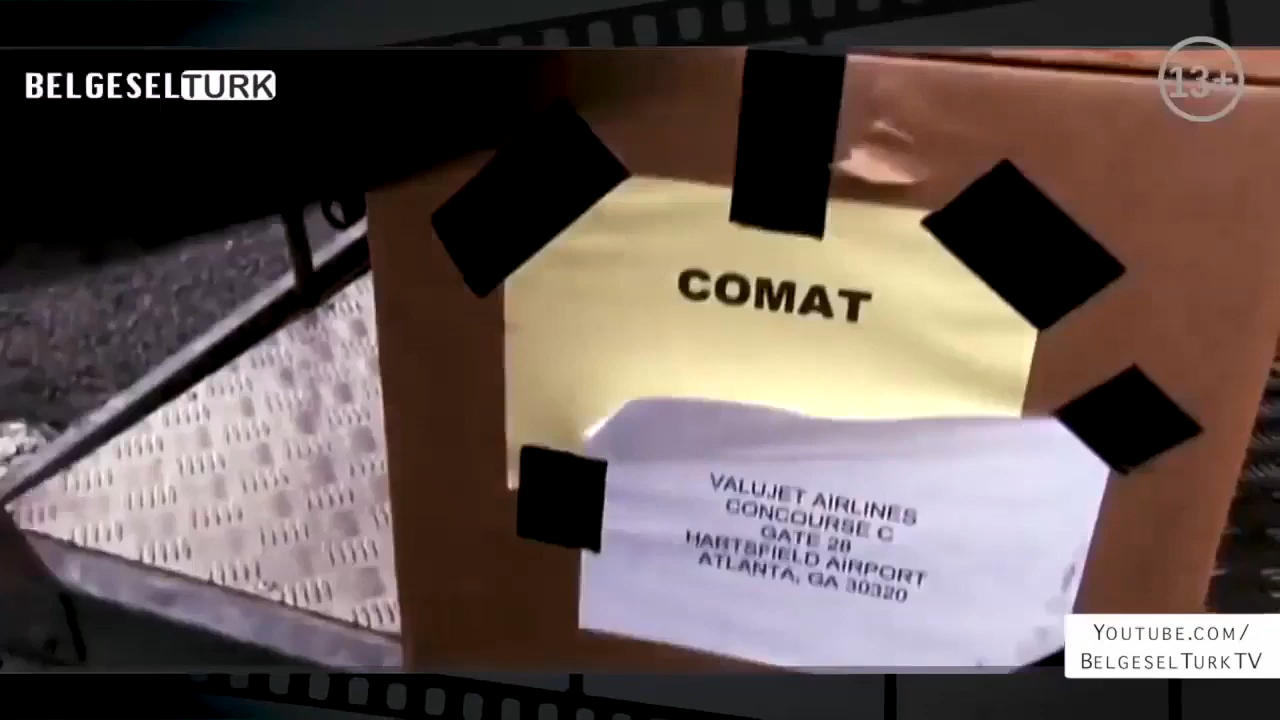 BELGESELTURK
13+
COMAT
VALUJET AIRLINES
CONCOURSE C
GATE 28
HARTSFIELD AIRPORT
ATLANTA, GA 30320
YOUTUBE.COM/
BELGESELTURKTV